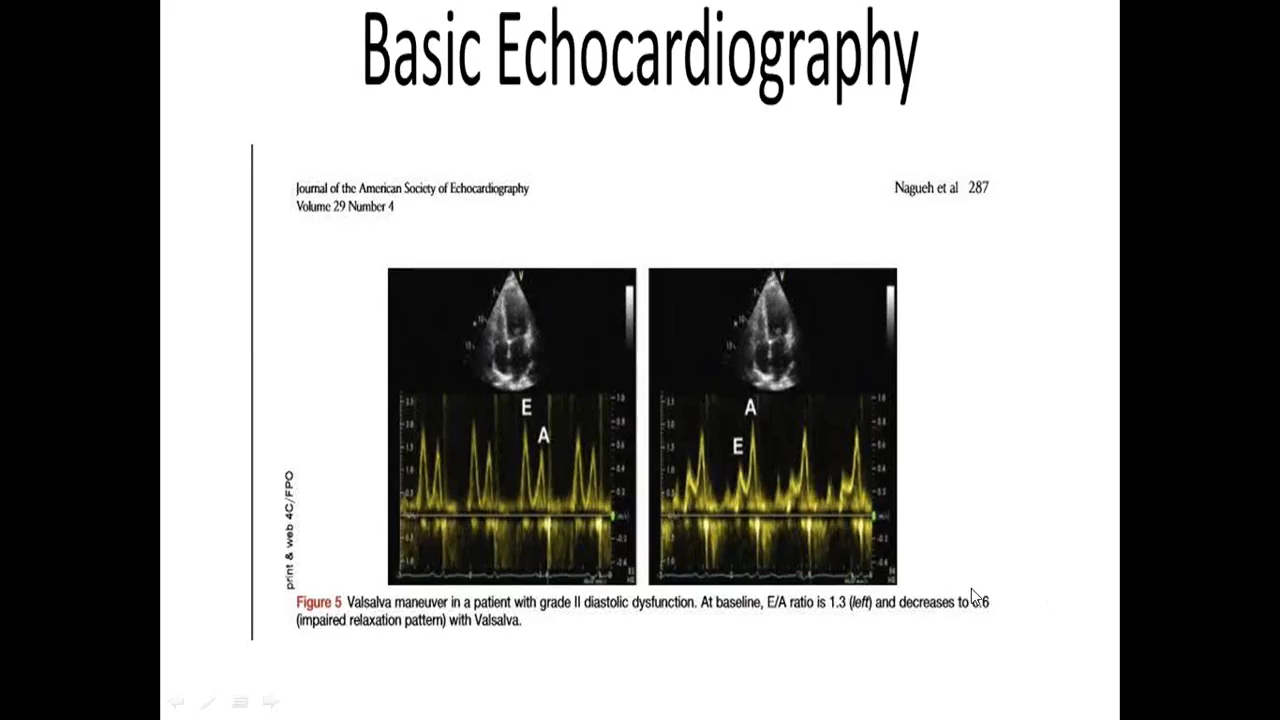 Basic Echocardiography
Journal of the American Society of Echocardiography
Volume 29 Number 4
Nagueh et al 287
V
V
E
A
A
E
print & web 4C/FPO
Figure 5 Valsalva maneuver in a patient with grade II diastolic dysfunction. At baseline, E/A ratio is 1.3 (left) and decreases to
(impaired relaxation pattern) with Valsalva.